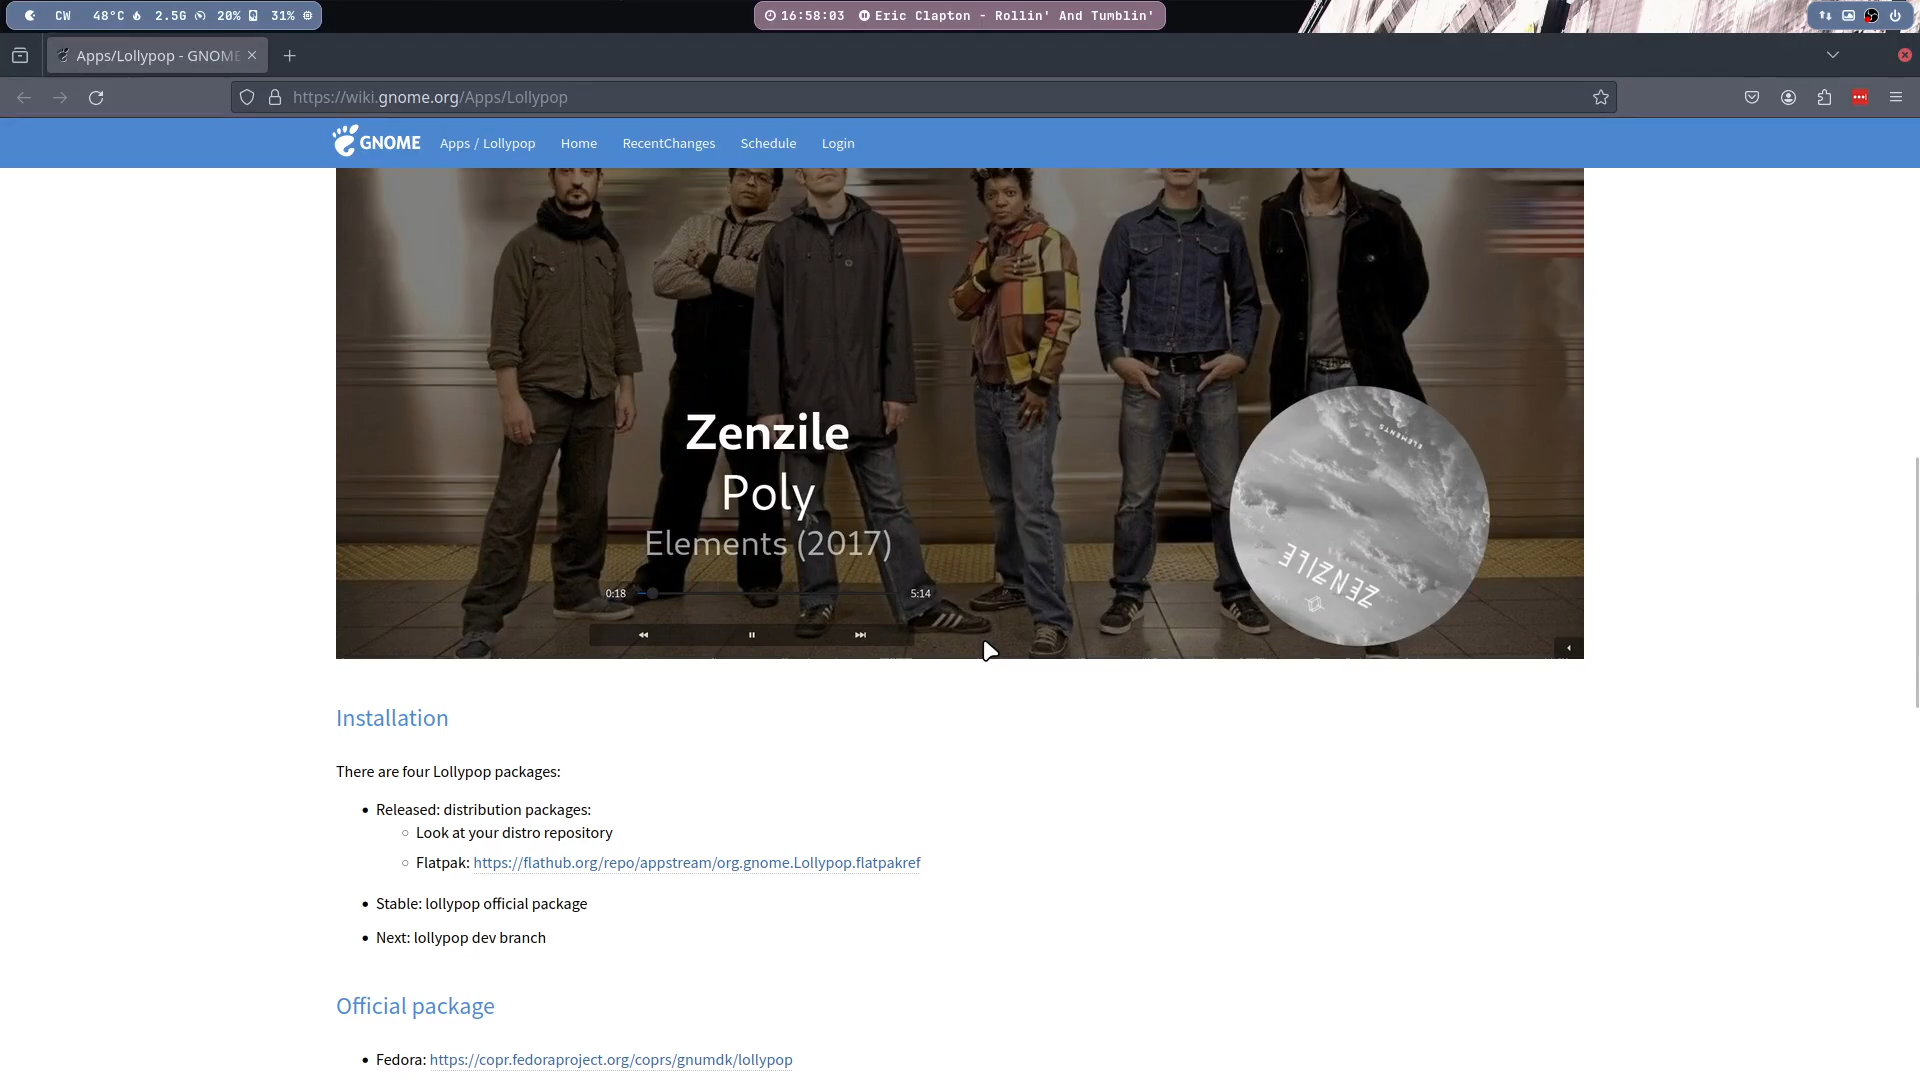 CW 48°C 2.5G 20% 31%
16:58:03 Eric Clapton - Rollin' And Tumblin'
Apps/Lollypop - GNOME
https://wiki.gnome.org/Apps/Lollypop
GNOME Apps / Lollypop Home RecentChanges Schedule Login
ELEMENTS
Zenzile
Poly
Elements (2017)
ZENZILE
0:18 5:14
Installation
There are four Lollypop packages:
Released: distribution packages:
Look at your distro repository
Flatpak: https://flathub.org/repo/appstream/org.gnome.Lollypop.flatpakref
Stable: lollypop official package
Next: lollypop dev branch
Official package
Fedora: https://copr.fedoraproject.org/coprs/gnumdk/lollypop